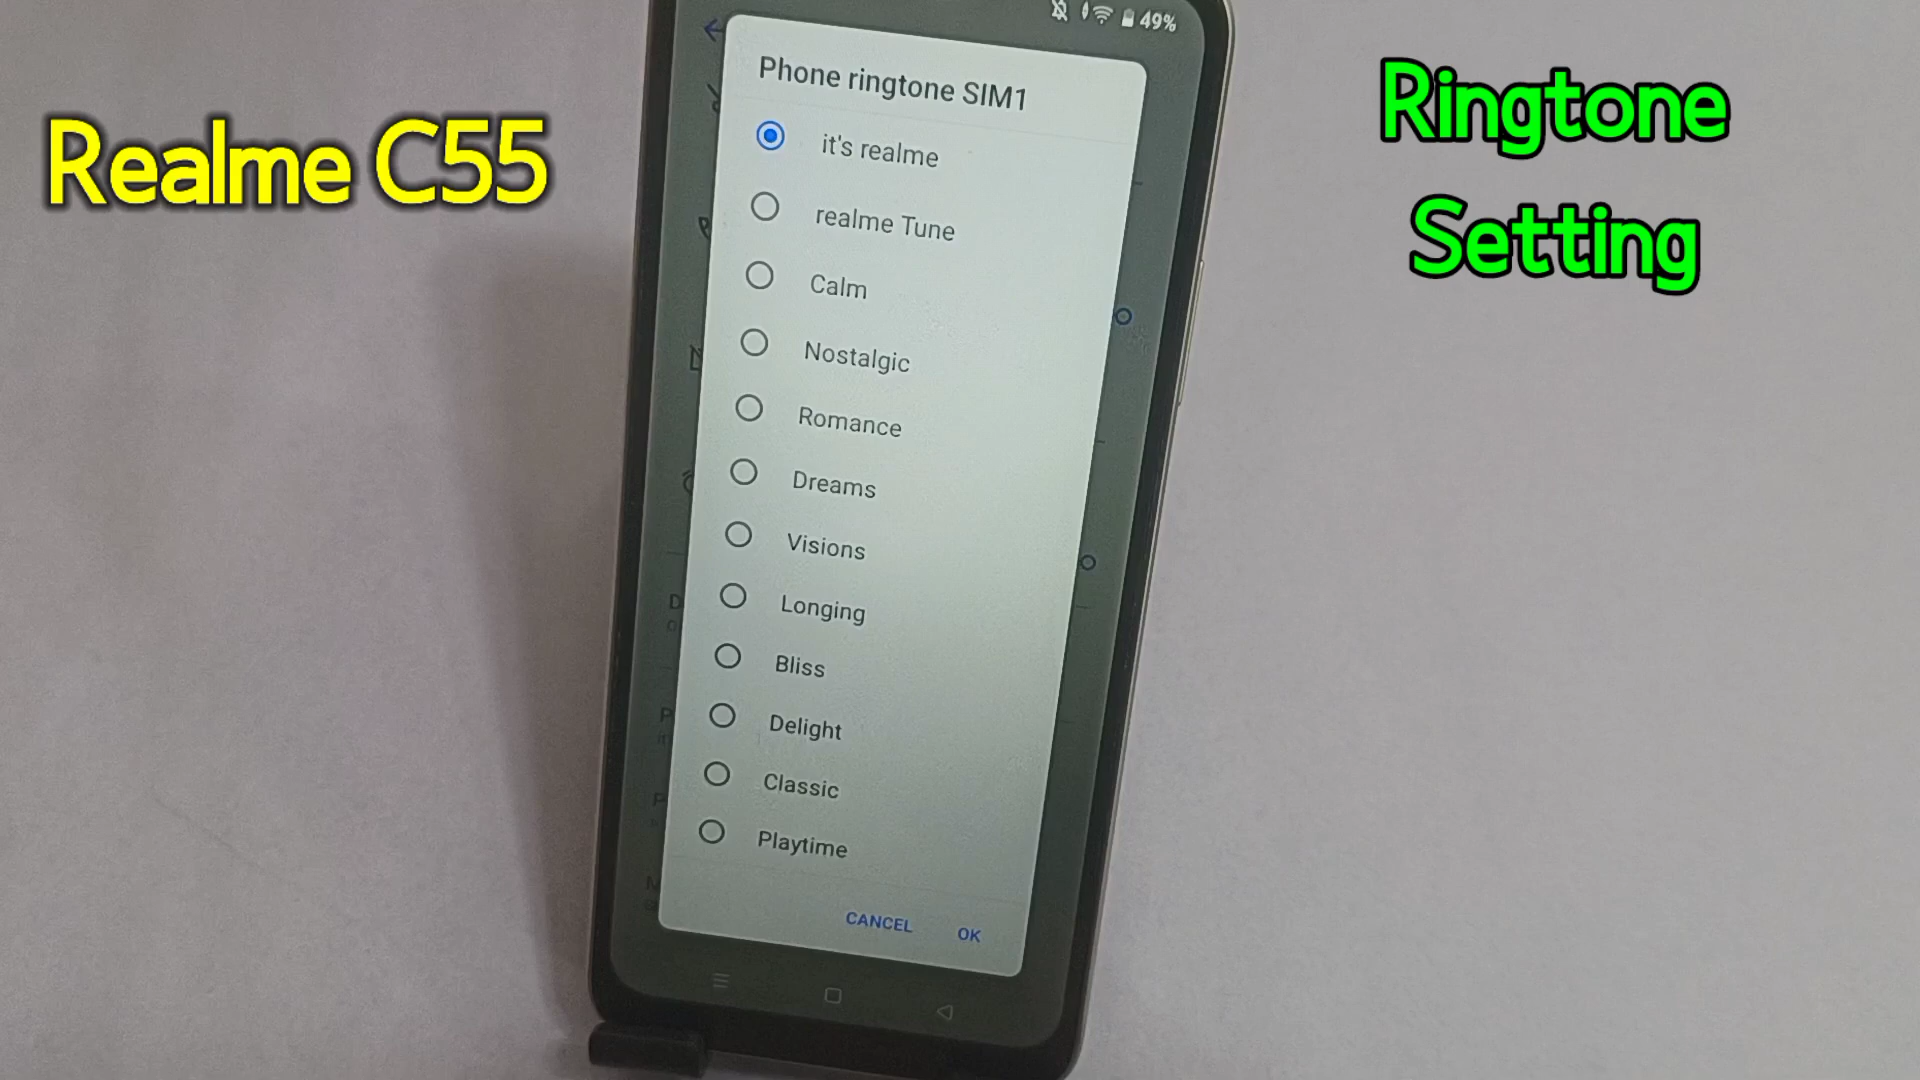 49%
Phone ringtone SIM1
it's realme
realme Tune
Calm
Nostalgic
Romance
Dreams
Visions
Longing
Bliss
Delight
Classic
Playtime
CANCEL OK
Realme C55
Ringtone
Setting